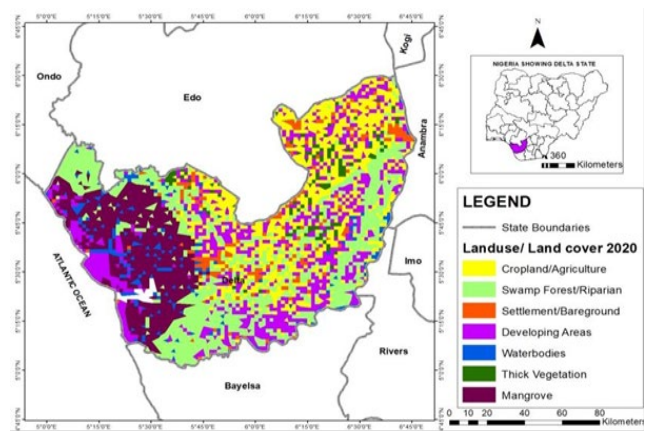 5°0'0"E 5°15'0"E 5°30'0"E 5°40'0"E 6°0'0"E 6°15'0"E 6°30'0"E 6°45'0"E
Kogi
Ondo
Edo
Anambra
Imo
ATLANTIC OCEAN
Delta
Rivers
Bayelsa
N
NIGERIA SHOWING DELTA STATE
360
Kilometers
LEGEND
State Boundaries
Landuse/ Land cover 2020
Cropland/Agriculture
Swamp Forest/Riparian
Settlement/Bareground
Developing Areas
Waterbodies
Thick Vegetation
Mangrove
0 10 20 40 60 80
Kilometers